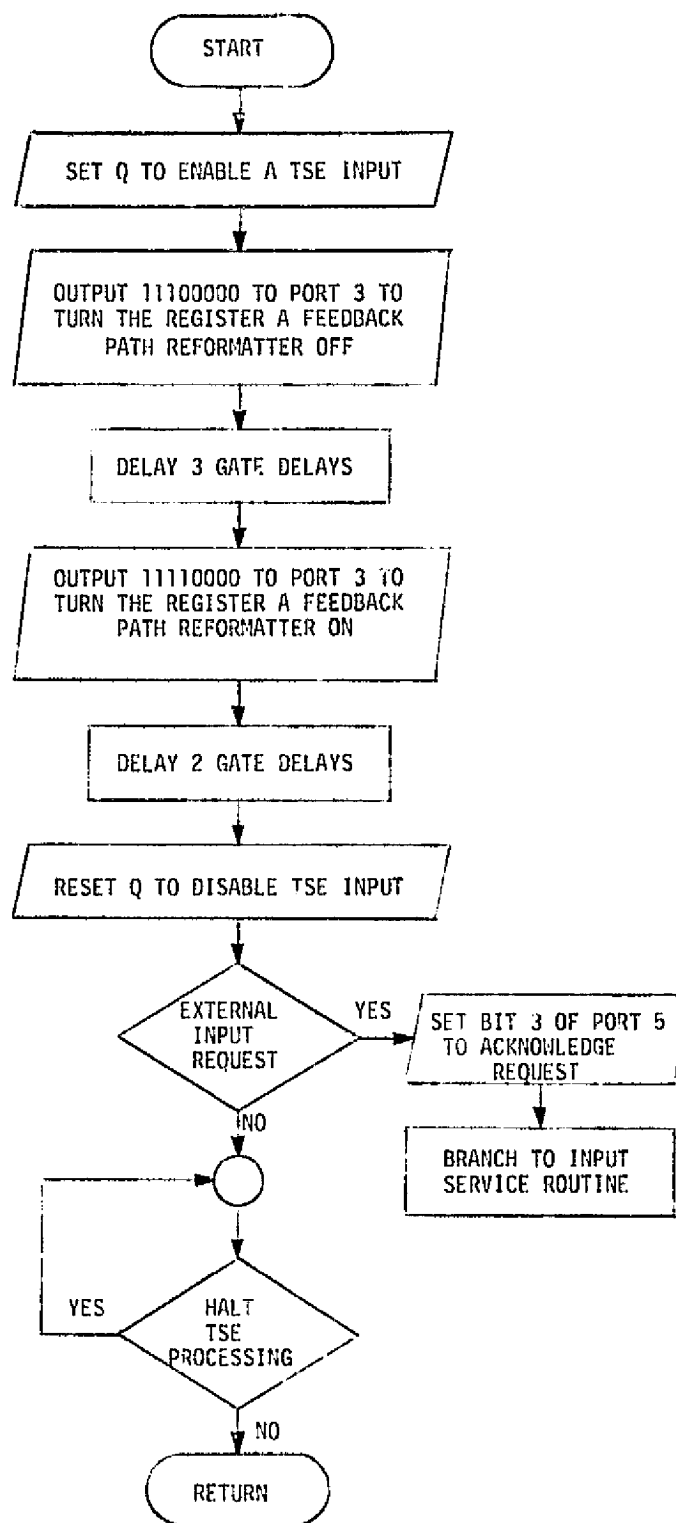 START
SET Q TO ENABLE A TSE INPUT
OUTPUT 11100000 TO PORT 3 TO
TURN THE REGISTER A FEEDBACK
PATH REFORMATTER OFF
DELAY 3 GATE DELAYS
OUTPUT 11110000 TO PORT 3 TO
TURN THE REGISTER A FEEDBACK
PATH REFORMATTER ON
DELAY 2 GATE DELAYS
RESET Q TO DISABLE TSE INPUT
EXTERNAL
INPUT
REQUEST
YES
SET BIT 3 OF PORT 5
TO ACKNOWLEDGE
REQUEST
NO
BRANCH TO INPUT
SERVICE ROUTINE
YES
HALT
TSE
PROCESSING
NO
RETURN